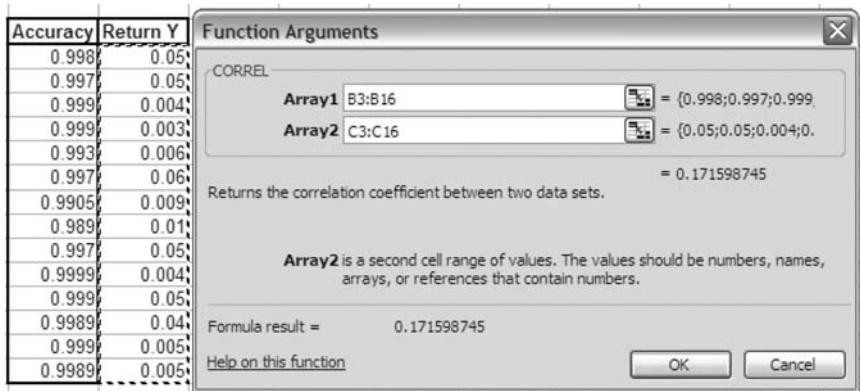 Accuracy Return Y
0.998 0.05
0.997 0.05
0.999 0.004
0.999 0.003
0.993 0.006
0.997 0.06
0.9905 0.009
0.989 0.01
0.997 0.05
0.9999 0.004
0.999 0.05
0.9989 0.04
0.999 0.005
0.9989 0.005
Function Arguments
CORREL
Array1 B3:B16 = {0.998;0.997;0.999;
Array2 C3:C16 = {0.05;0.05;0.004;0.
= 0.171598745
Returns the correlation coefficient between two data sets.
Array2 is a second cell range of values. The values should be numbers, names,
arrays, or references that contain numbers.
Formula result = 0.171598745
Help on this function
OK Cancel